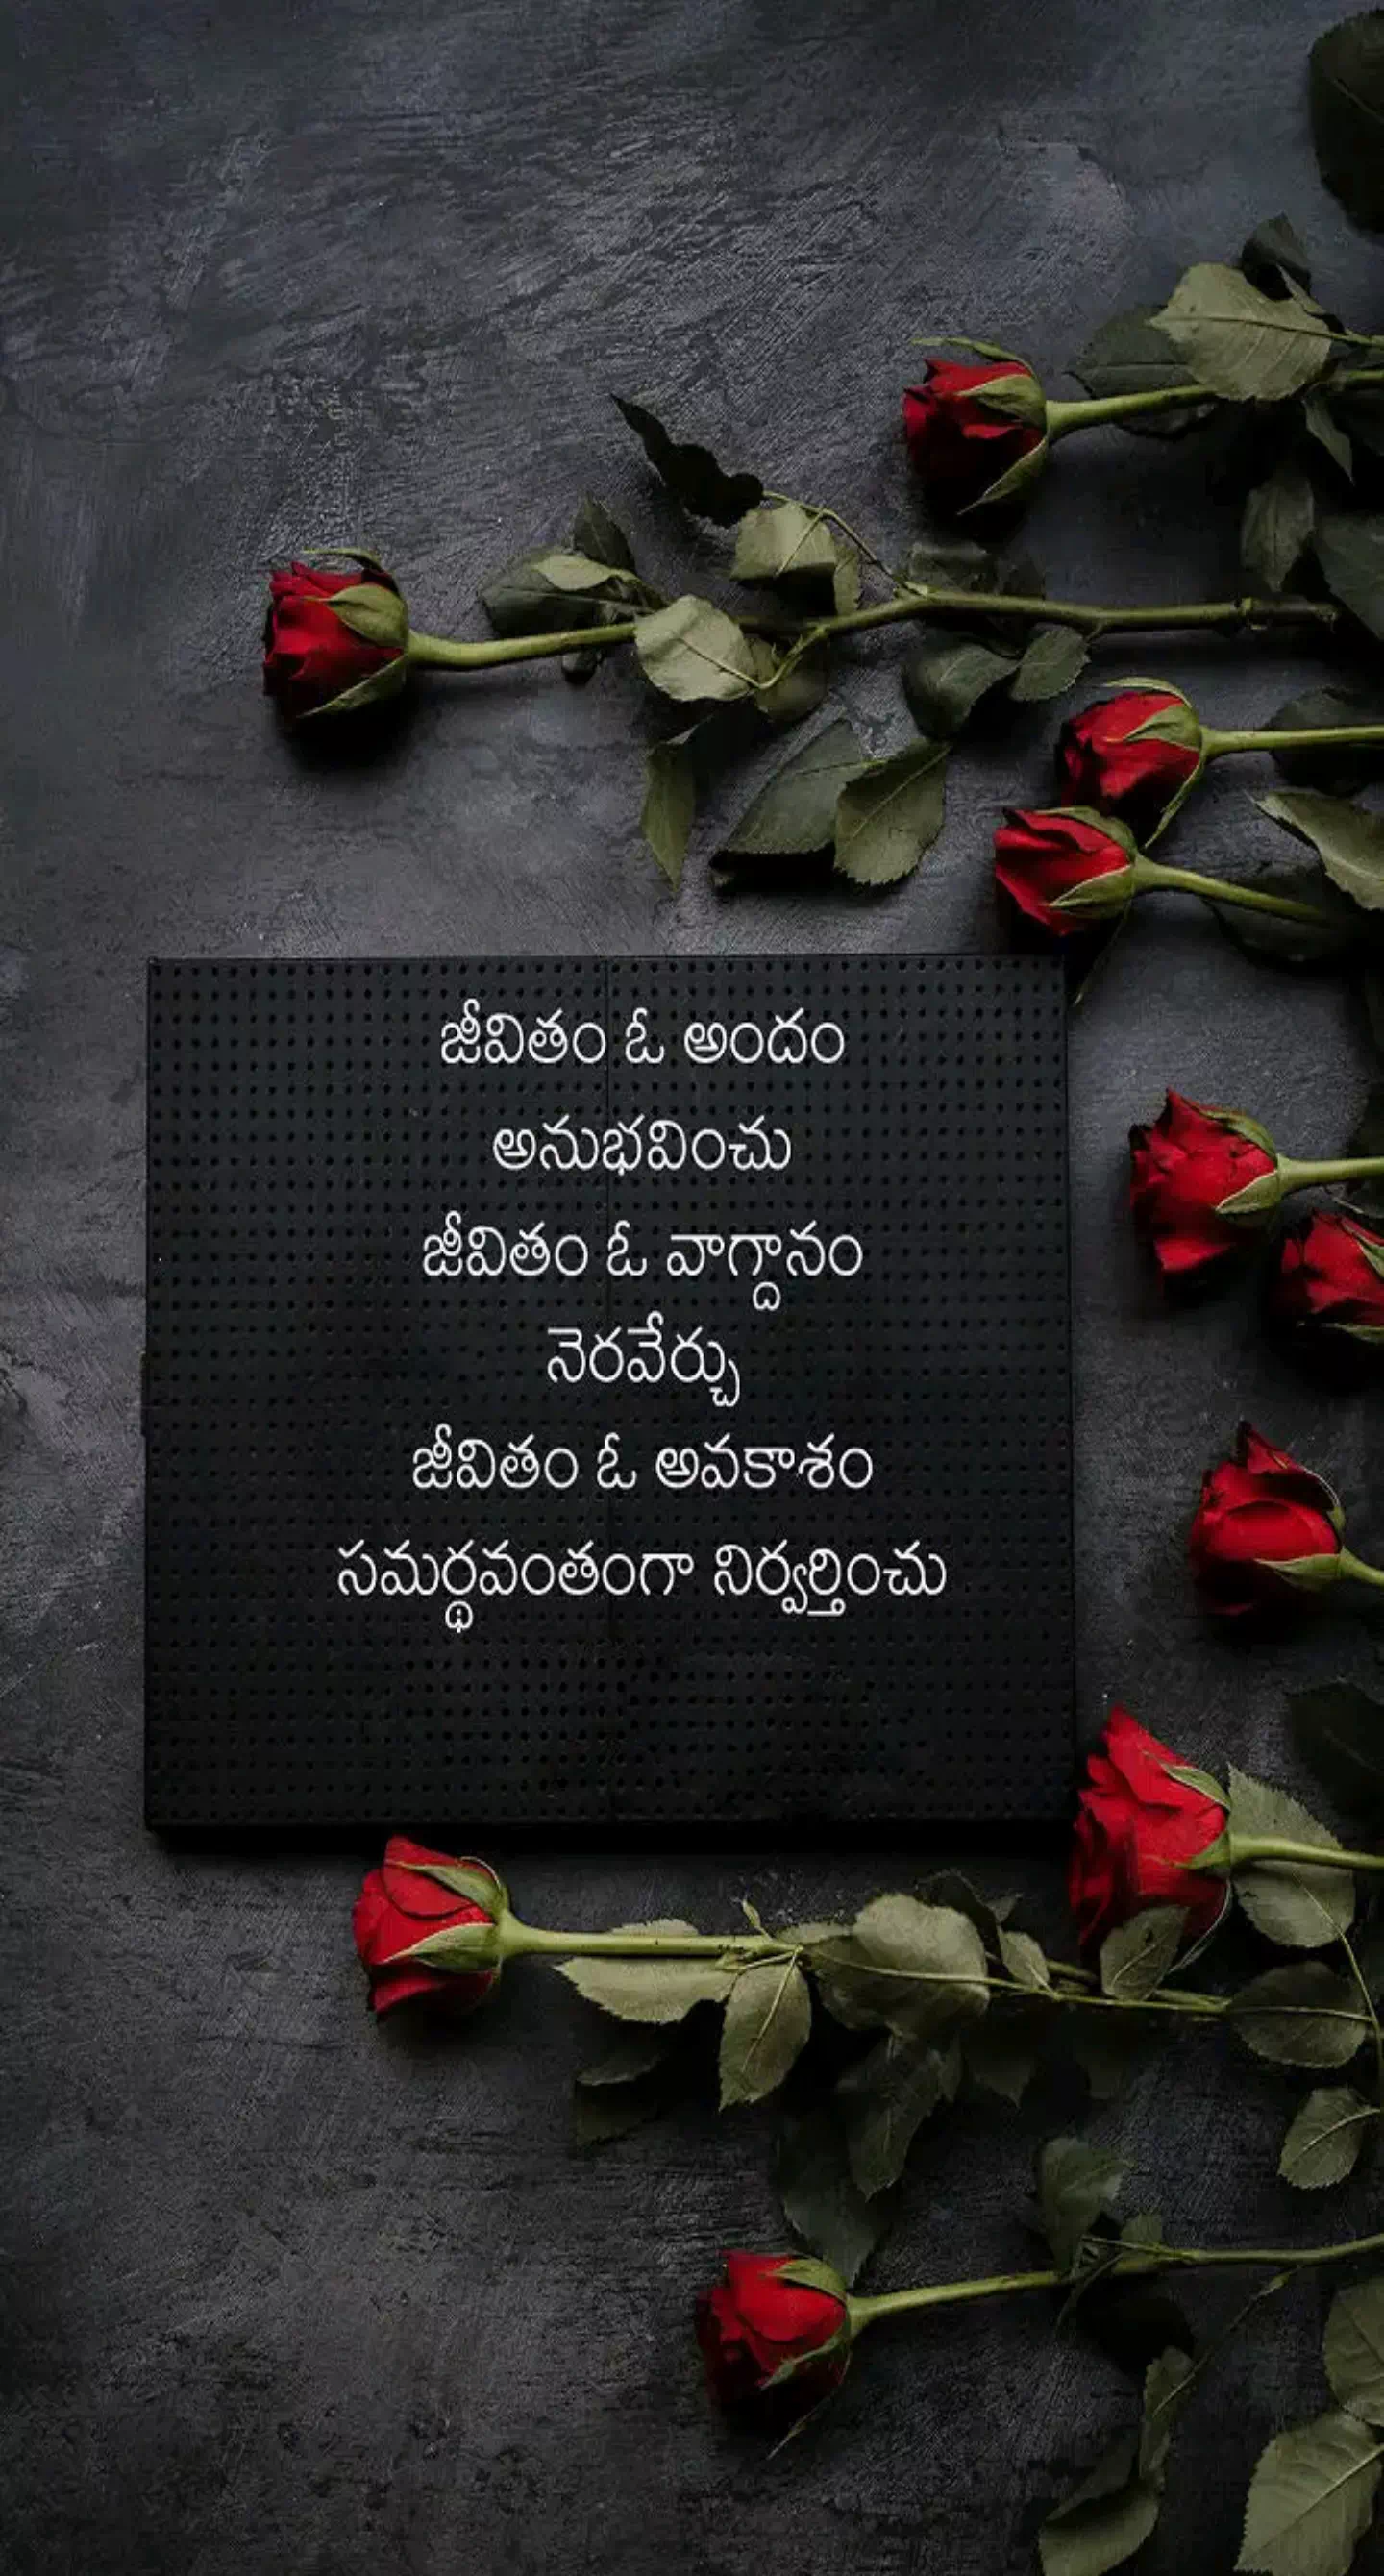 జీవితం ఓ అందం
అనుభవించు
జీవితం ఓ వాగ్దానం
నెరవేర్చు
జీవితం ఓ అవకాశం
సమర్థవంతంగా నిర్వర్తించు